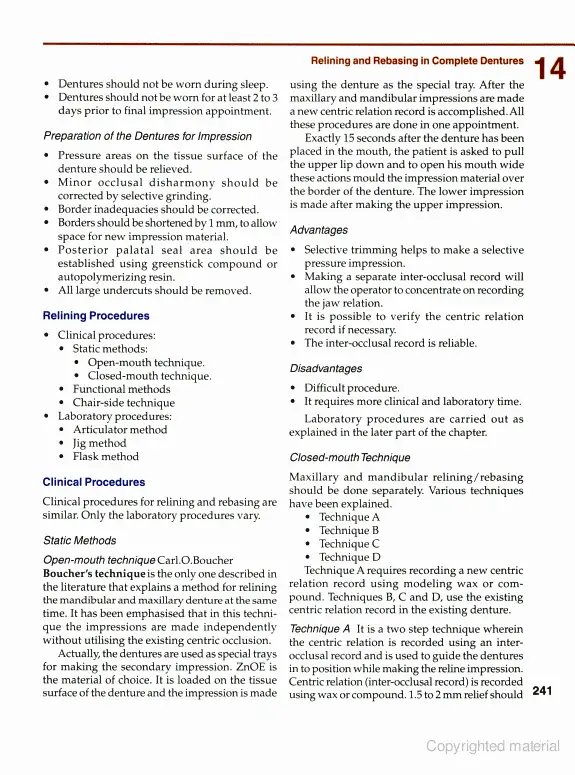 Relining and Rebasing in Complete Dentures
14
• Dentures should not be worn during sleep.
• Dentures should not be worn for at least 2 to 3
days prior to final impression appointment.
Preparation of the Dentures for Impression
• Pressure areas on the tissue surface of the
denture should be relieved.
• Minor occlusal disharmony should be
corrected by selective grinding.
• Border inadequacies should be corrected.
• Borders should be shortened by 1 mm, to allow
space for new impression material.
• Posterior palatal seal area should be
established using greenstick compound or
autopolymerizing resin.
• All large undercuts should be removed.
Relining Procedures
• Clinical procedures:
• Static methods:
• Open-mouth technique.
• Closed-mouth technique.
• Functional methods
• Chair-side technique
• Laboratory procedures:
• Articulator method
• Jig method
• Flask method
Clinical Procedures
Clinical procedures for relining and rebasing are
similar. Only the laboratory procedures vary.
Static Methods
Open-mouth technique Carl.O.Boucher
Boucher's technique is the only one described in
the literature that explains a method for relining
the mandibular and maxillary denture at the same
time. It has been emphasised that in this techni-
que the impressions are made independently
without utilising the existing centric occlusion.
Actually, the dentures are used as special trays
for making the secondary impression. ZnOE is
the material of choice. It is loaded on the tissue
surface of the denture and the impression is made
using the denture as the special tray. After the
maxillary and mandibular impressions are made
a new centric relation record is accomplished. All
these procedures are done in one appointment.
Exactly 15 seconds after the denture has been
placed in the mouth, the patient is asked to pull
the upper lip down and to open his mouth wide
these actions mould the impression material over
the border of the denture. The lower impression
is made after making the upper impression.
Advantages
• Selective trimming helps to make a selective
pressure impression.
• Making a separate inter-occlusal record will
allow the operator to concentrate on recording
the jaw relation.
• It is possible to verify the centric relation
record if necessary.
• The inter-occlusal record is reliable.
Disadvantages
• Difficult procedure.
• It requires more clinical and laboratory time.
Laboratory procedures are carried out as
explained in the later part of the chapter.
Closed-mouth Technique
Maxillary and mandibular relining/rebasing
should be done separately. Various techniques
have been explained.
• Technique A
• Technique B
• Technique C
• Technique D
Technique A requires recording a new centric
relation record using modeling wax or com-
pound. Techniques B, C and D, use the existing
centric relation record in the existing denture.
Technique A It is a two step technique wherein
the centric relation is recorded using an inter-
occlusal record and is used to guide the dentures
in to position while making the reline impression.
Centric relation (inter-occlusal record) is recorded
using wax or compound. 1.5 to 2 mm relief should
241
Copyrighted material